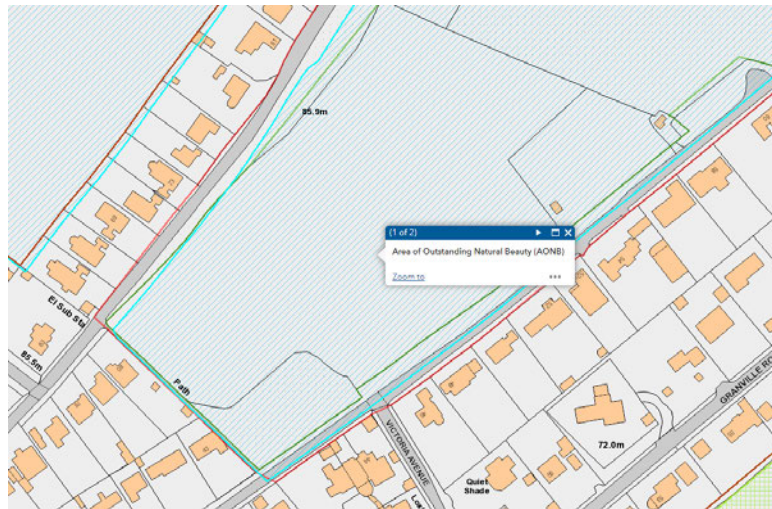 85.9m
(1 of 2)
Area of Outstanding Natural Beauty (AONB)
Zoom to
El Sub Sta
85.5m
Path
VICTORIA AVENUE
GRANVILLE RO
72.0m
Quiet
Shade